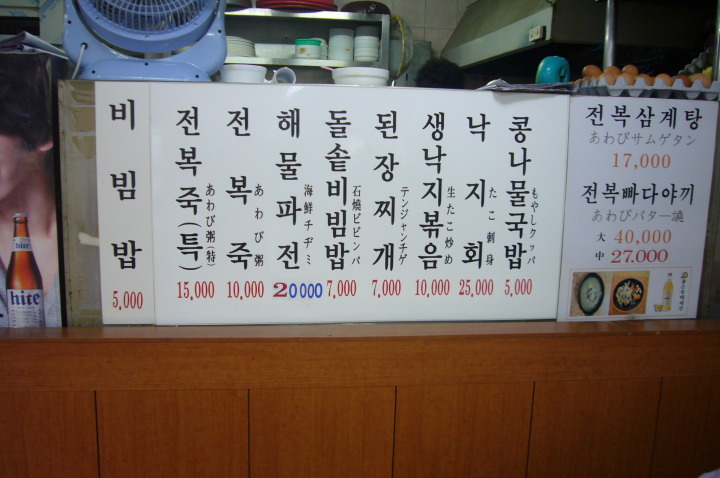 비빔밥
5,000
전복죽(특)
あわび粥(特)
15,000
전복죽
あわび粥
10,000
해물파전
海鮮チヂミ
20000
돌솥비빔밥
石燒ビビンバ
7,000
된장찌개
テンジャンチゲ
7,000
생낙지볶음
生たこ炒め
10,000
낙지회
たこ刺身
25,000
콩나물국밥
もやしクッパ
5,000
전복삼계탕
あわびサムゲタン
17,000
전복빠다야끼
あわびバター燒
大 40,000
中 27.000
hite
hite